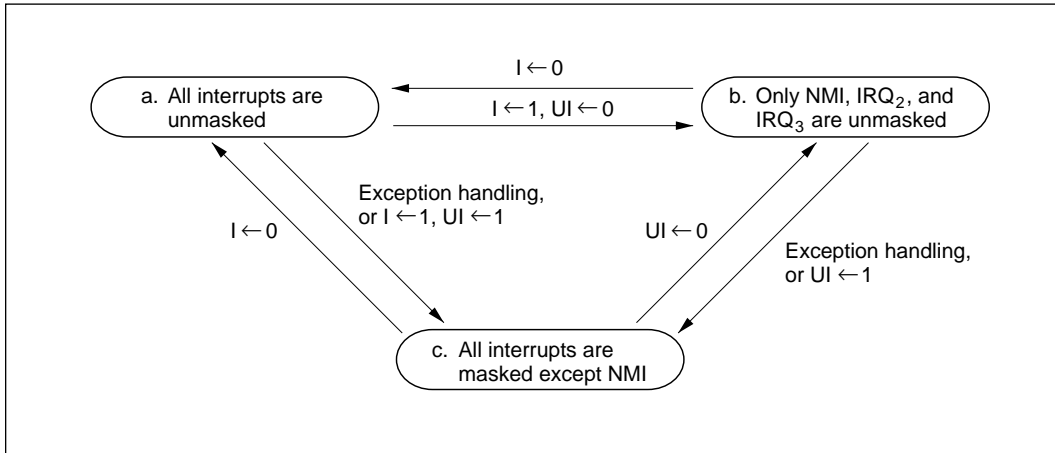 I ← 0
a. All interrupts are
unmasked
I ← 1, UI ← 0
b. Only NMI, IRQ2, and
IRQ3 are unmasked
Exception handling,
or I ← 1, UI ← 1
I ← 0
UI ← 0
Exception handling,
or UI ← 1
c. All interrupts are
masked except NMI